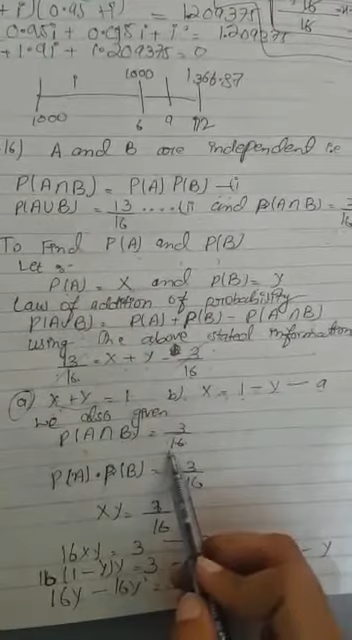 + i) (0.95 + i) = 1.209375
0.95i + 0.95i + i² = 1.209375
+ 1.9i + i² 0.209375 = 0
i 1000 1366.87
1000 6 9 12
16) A and B are independent i.e
P(A∩B) = P(A) P(B) —(i
P(A∪B) = 13/16 ....(ii and P(A∩B) = 3/16
To Find P(A) and P(B)
Let :-
P(A) = X and P(B) = Y
Law of addition of probability
P(A∪B) = P(A) + P(B) - P(A∩B)
using the above stated information
13/16 = X + Y - 3/16
(a) X + Y = 1 b) X = 1 - Y — a
We also given
P(A∩B) = 3/16
P(A) • P(B) = 3/16
XY = 3/16
16XY = 3
16(1 - Y)Y = 3
16Y - 16Y² =
- Y